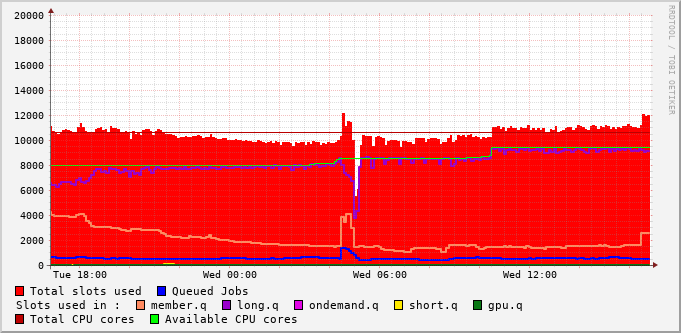 20000
18000
16000
14000
12000
10000
8000
6000
4000
2000
0
Tue 18:00 Wed 00:00 Wed 06:00 Wed 12:00
RRDTOOL / TOBI OETIKER
Total slots used Queued Jobs
Slots used in : member.q long.q ondemand.q short.q gpu.q
Total CPU cores Available CPU cores